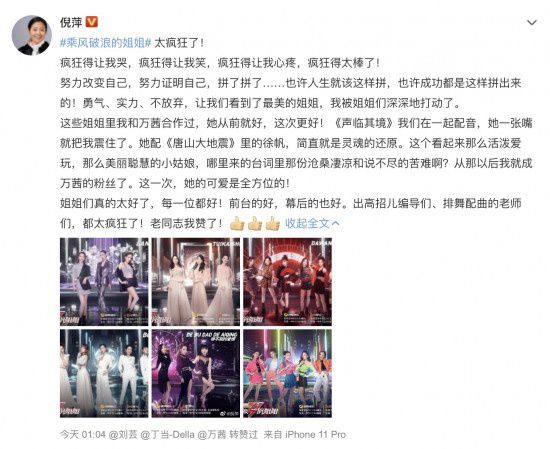 倪萍
#乘风破浪的姐姐# 太疯狂了！
疯狂得让我哭，疯狂得让我笑，疯狂得让我心疼，疯狂得太棒了！
努力改变自己，努力证明自己，拼了拼了……也许人生就该这样拼，也许成功都是这样拼出来
的！勇气、实力、不放弃，让我们看到了最美的姐姐，我被姐姐们深深地打动了。
这些姐姐里我和万茜合作过，她从前就好，这次更好！《声临其境》我们在一起配音，她一张嘴
就把我震住了。她配《唐山大地震》里的徐帆，简直就是灵魂的还原。这个看起来那么活泼爱
玩，那么美丽聪慧的小姑娘，哪里来的台词里那份沧桑凄凉和说不尽的苦难啊？从那以后我就成
万茜的粉丝了。这一次，她的可爱是全方位的！
姐姐们真的太好了，每一位都好！前台的好，幕后的也好。出高招儿编导们、排舞配曲的老师
们，都太疯狂了！老同志我赞了！👍👍👍 收起全文
DE BU DAO DE AIQING
得不到的爱情
今天 01:04 @刘芸 @丁当-Della @万茜 转赞过 来自 iPhone 11 Pro